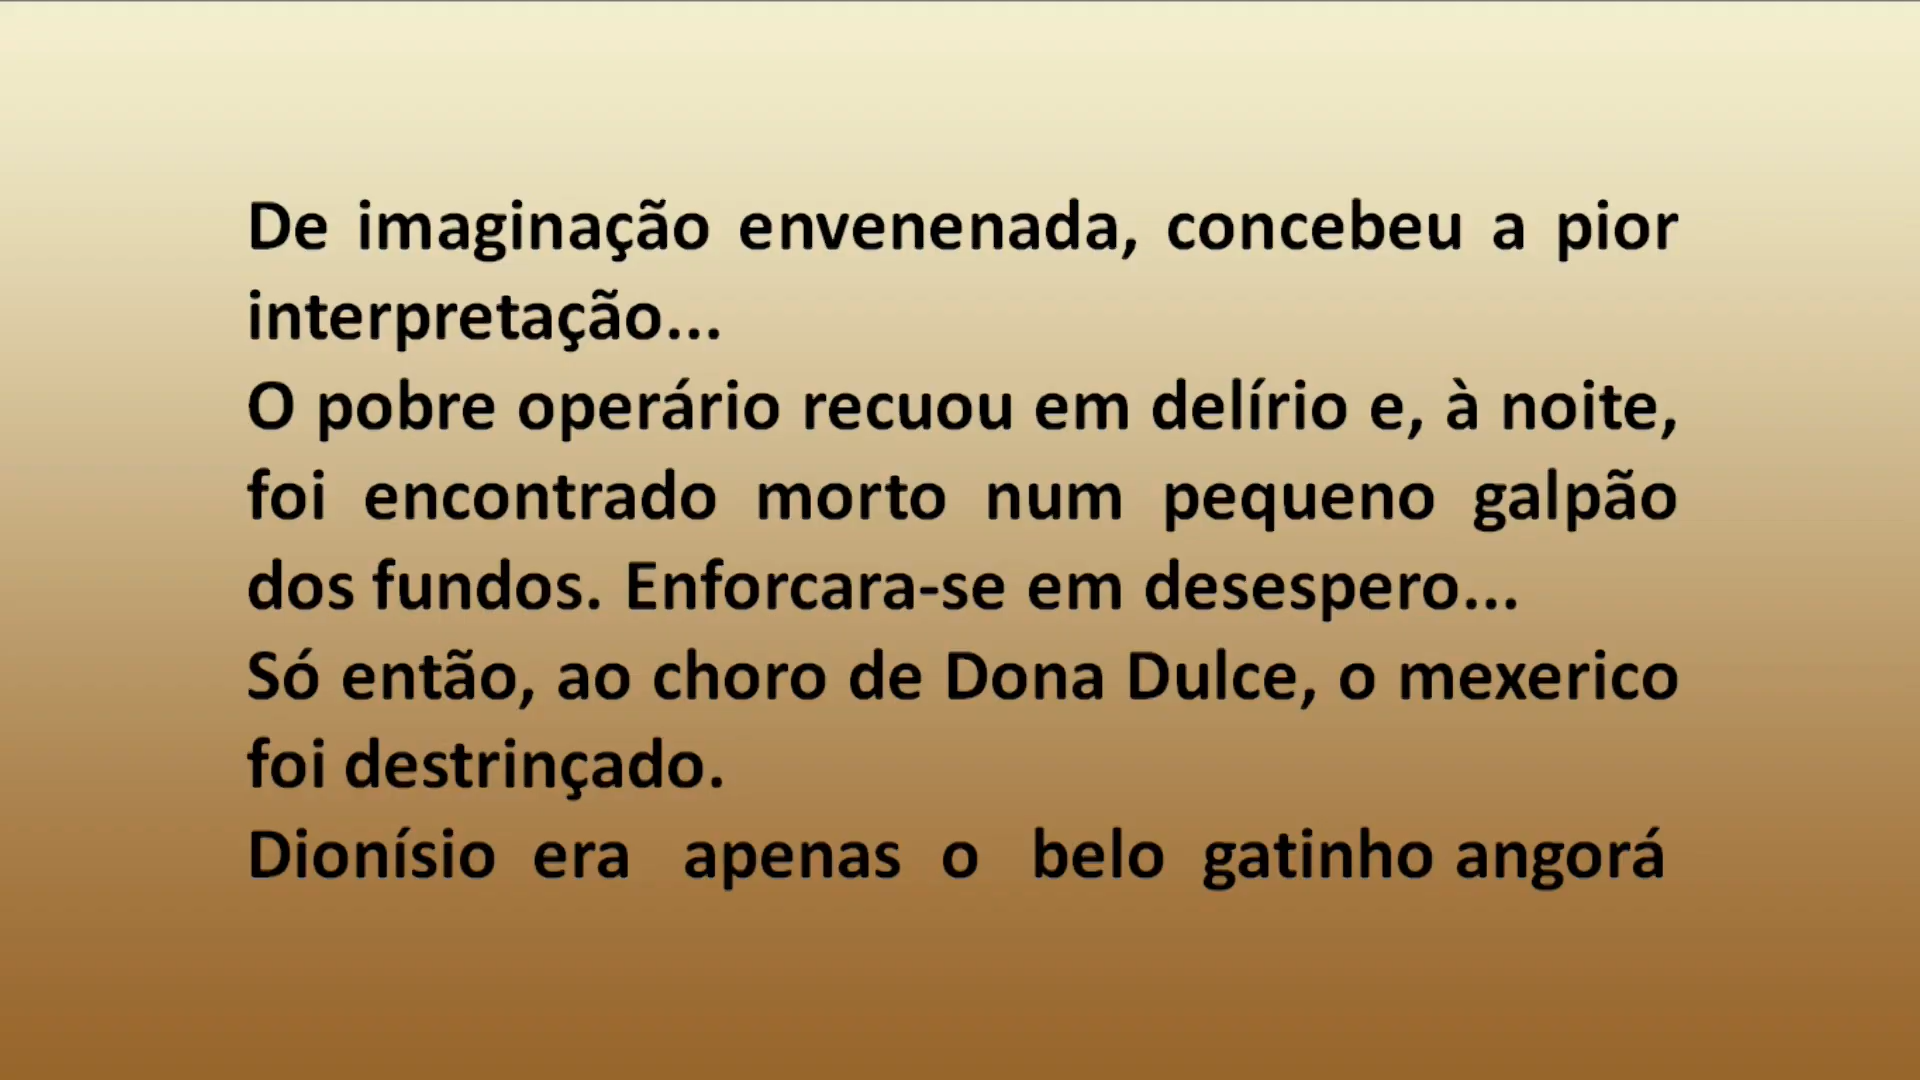 De imaginação envenenada, concebeu a pior
interpretação...
O pobre operário recuou em delírio e, à noite,
foi encontrado morto num pequeno galpão
dos fundos. Enforcara-se em desespero...
Só então, ao choro de Dona Dulce, o mexerico
foi destrinçado.
Dionísio era apenas o belo gatinho angorá